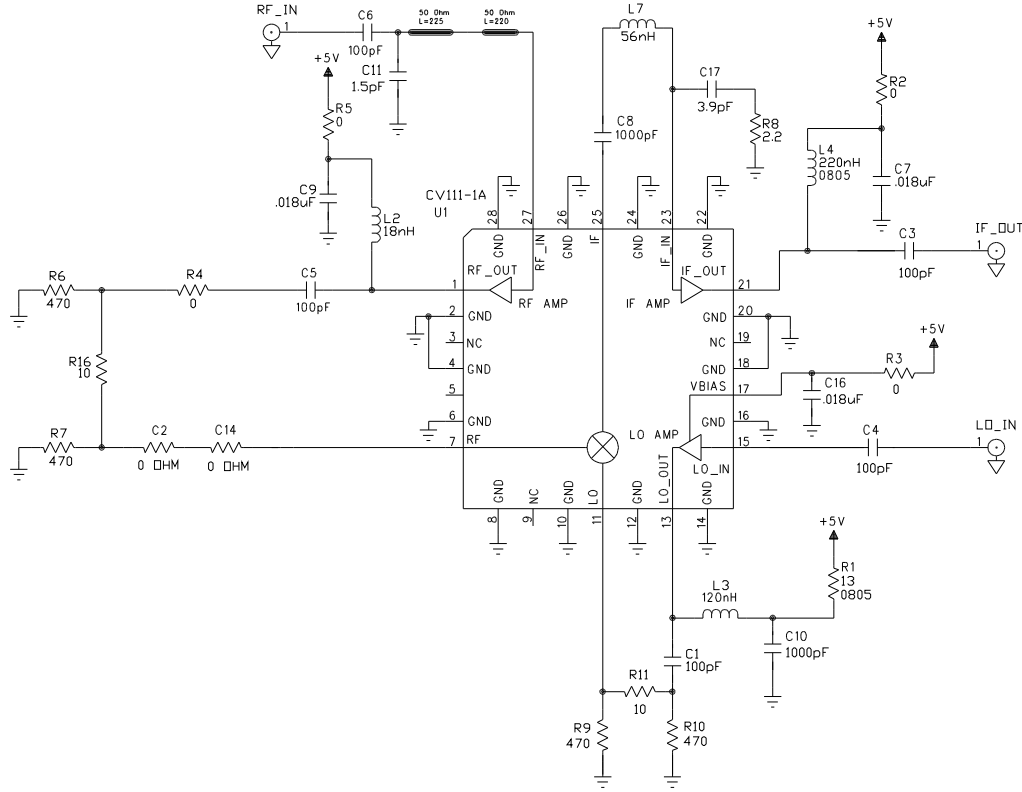 RF_IN
1
C6
100pF
50 Ohm
L=225
50 Ohm
L=220
C11
1.5pF
+5V
R5
0
C9
.018uF
L2
18nH
L7
56nH
C17
3.9pF
R8
2.2
C8
1000pF
+5V
R2
0
L4
220nH
0805
C7
.018uF
C3
100pF
IF_OUT
1
CV111-1A
U1
28
27
26
25
24
23
22
GND
RF_IN
GND
IF
GND
IF_IN
GND
R6
470
R4
0
C5
100pF
R16
10
R7
470
C2
0 OHM
C14
0 OHM
1
RF_OUT
RF AMP
2
GND
3
NC
4
GND
5
6
GND
7
RF
IF_OUT
IF AMP
21
GND
20
NC
19
GND
18
VBIAS
17
GND
16
LO AMP
LO_IN
15
C16
.018uF
R3
0
+5V
C4
100pF
LO_IN
1
GND
NC
GND
LO
GND
LO_OUT
GND
8
9
10
11
12
13
14
+5V
R1
13
0805
L3
120nH
C10
1000pF
C1
100pF
R11
10
R9
470
R10
470